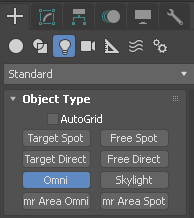 Standard
Object Type
AutoGrid
Target Spot Free Spot
Target Direct Free Direct
Omni Skylight
mr Area Omni mr Area Spot